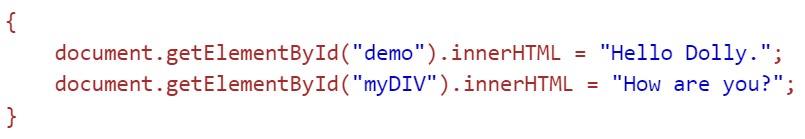 {
    document.getElementById("demo").innerHTML = "Hello Dolly.";
    document.getElementById("myDIV").innerHTML = "How are you?";
}